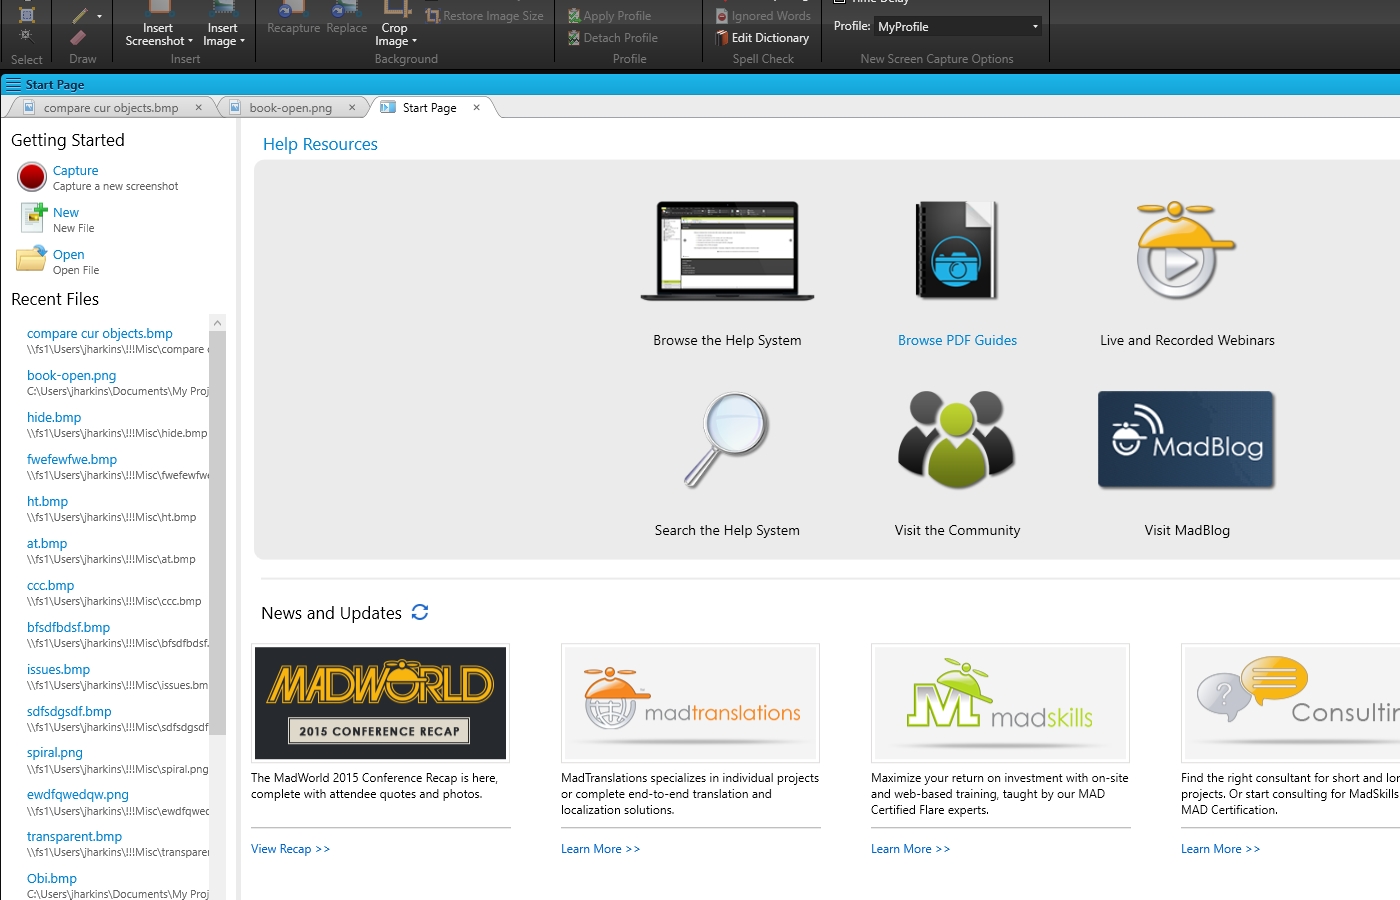 Time Delay
Insert
Screenshot
Insert
Image
Recapture
Replace
Crop
Image
Restore Image Size
Apply Profile
Detach Profile
Ignored Words
Edit Dictionary
Profile:
MyProfile
Select
Draw
Insert
Background
Profile
Spell Check
New Screen Capture Options
Start Page
compare cur objects.bmp
book-open.png
Start Page
Getting Started
Capture
Capture a new screenshot
New
New File
Open
Open File
Recent Files
compare cur objects.bmp
\\fs1\Users\jharkins\!!!Misc\compare
book-open.png
C:\Users\jharkins\Documents\My Proj
hide.bmp
\\fs1\Users\jharkins\!!!Misc\hide.bmp
fwefewfwe.bmp
\\fs1\Users\jharkins\!!!Misc\fwefewfwe
ht.bmp
\\fs1\Users\jharkins\!!!Misc\ht.bmp
at.bmp
\\fs1\Users\jharkins\!!!Misc\at.bmp
ccc.bmp
\\fs1\Users\jharkins\!!!Misc\ccc.bmp
bfsdfbdsf.bmp
\\fs1\Users\jharkins\!!!Misc\bfsdfbdsf.
issues.bmp
\\fs1\Users\jharkins\!!!Misc\issues.bm
sdfsdgsdf.bmp
\\fs1\Users\jharkins\!!!Misc\sdfsdgsdf
spiral.png
\\fs1\Users\jharkins\!!!Misc\spiral.png
ewdfqwedqw.png
\\fs1\Users\jharkins\!!!Misc\ewdfqwed
transparent.bmp
\\fs1\Users\jharkins\!!!Misc\transparen
Obi.bmp
C:\Users\jharkins\Documents\My Proj
Help Resources
Browse the Help System
Browse PDF Guides
Live and Recorded Webinars
MadBlog
Search the Help System
Visit the Community
Visit MadBlog
News and Updates
MADWORLD
2015 CONFERENCE RECAP
The MadWorld 2015 Conference Recap is here,
complete with attendee quotes and photos.
View Recap >>
madtranslations
MadTranslations specializes in individual projects
or complete end-to-end translation and
localization solutions.
Learn More >>
M madskills
Maximize your return on investment with on-site
and web-based training, taught by our MAD
Certified Flare experts.
Learn More >>
? Consultin
Find the right consultant for short and lon
projects. Or start consulting for MadSkills
MAD Certification.
Learn More >>